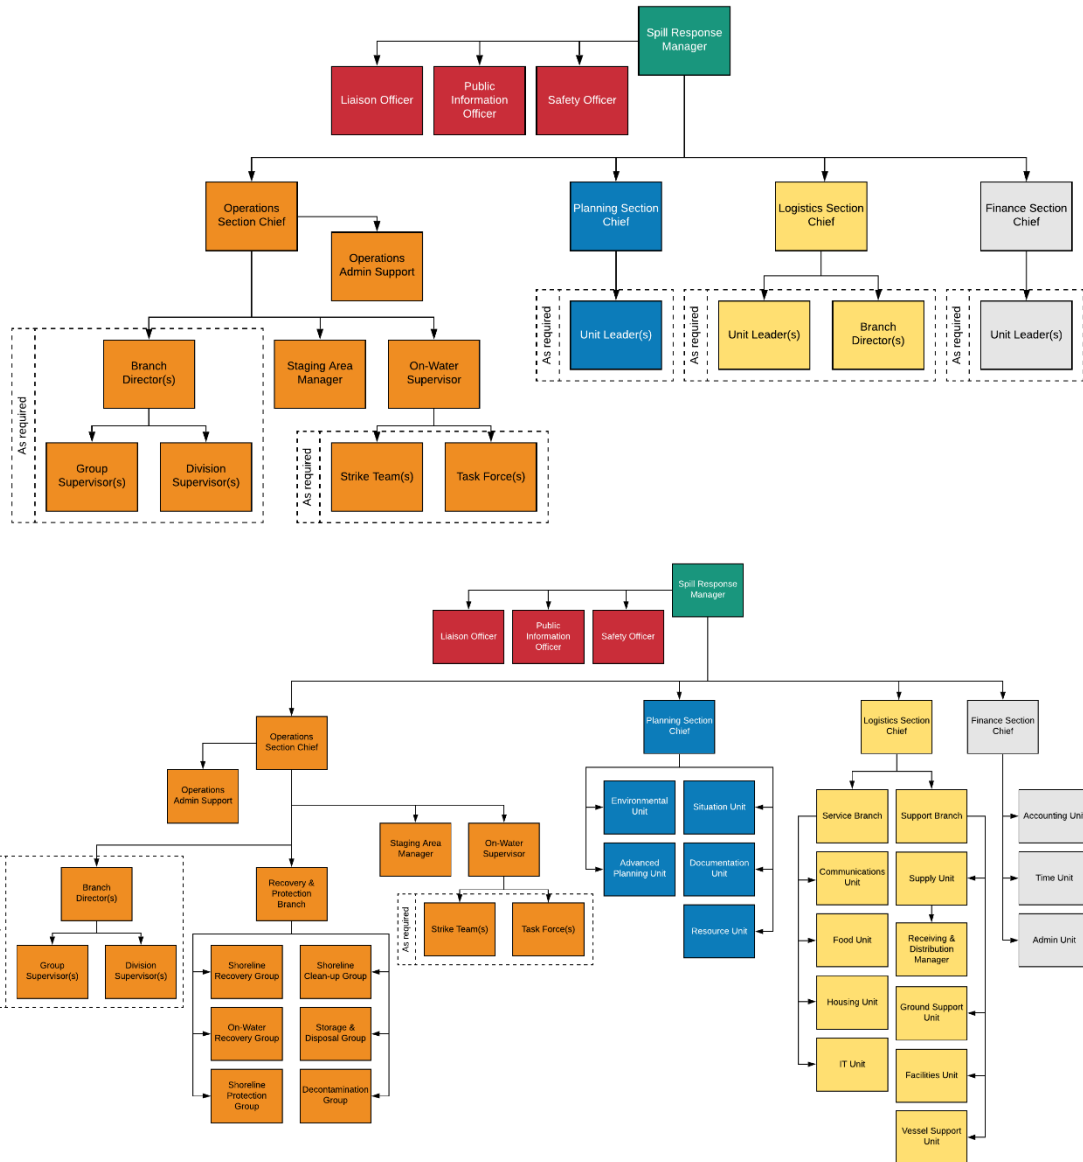 Spill Response
Manager
Liaison Officer
Public
Information
Officer
Safety Officer
Operations
Section Chief
Planning Section
Chief
Logistics Section
Chief
Finance Section
Chief
Operations
Admin Support
As required
Unit Leader(s)
As required
Unit Leader(s)
Branch
Director(s)
As required
Unit Leader(s)
As required
Branch
Director(s)
Staging Area
Manager
On-Water
Supervisor
Group
Supervisor(s)
Division
Supervisor(s)
As required
Strike Team(s)
Task Force(s)
Spill Response
Manager
Liaison Officer
Public
Information
Officer
Safety Officer
Operations
Section Chief
Planning Section
Chief
Logistics Section
Chief
Finance Section
Chief
Operations
Admin Support
Staging Area
Manager
On-Water
Supervisor
Branch
Director(s)
Recovery &
Protection
Branch
As required
Strike Team(s)
Task Force(s)
Group
Supervisor(s)
Division
Supervisor(s)
Shoreline
Recovery Group
Shoreline
Clean-up Group
On-Water
Recovery Group
Storage &
Disposal Group
Shoreline
Protection
Group
Decontamination
Group
Environmental
Unit
Situation Unit
Advanced
Planning Unit
Documentation
Unit
Resource Unit
Service Branch
Support Branch
Communications
Unit
Supply Unit
Food Unit
Receiving &
Distribution
Manager
Housing Unit
Ground Support
Unit
IT Unit
Facilities Unit
Vessel Support
Unit
Accounting Unit
Time Unit
Admin Unit